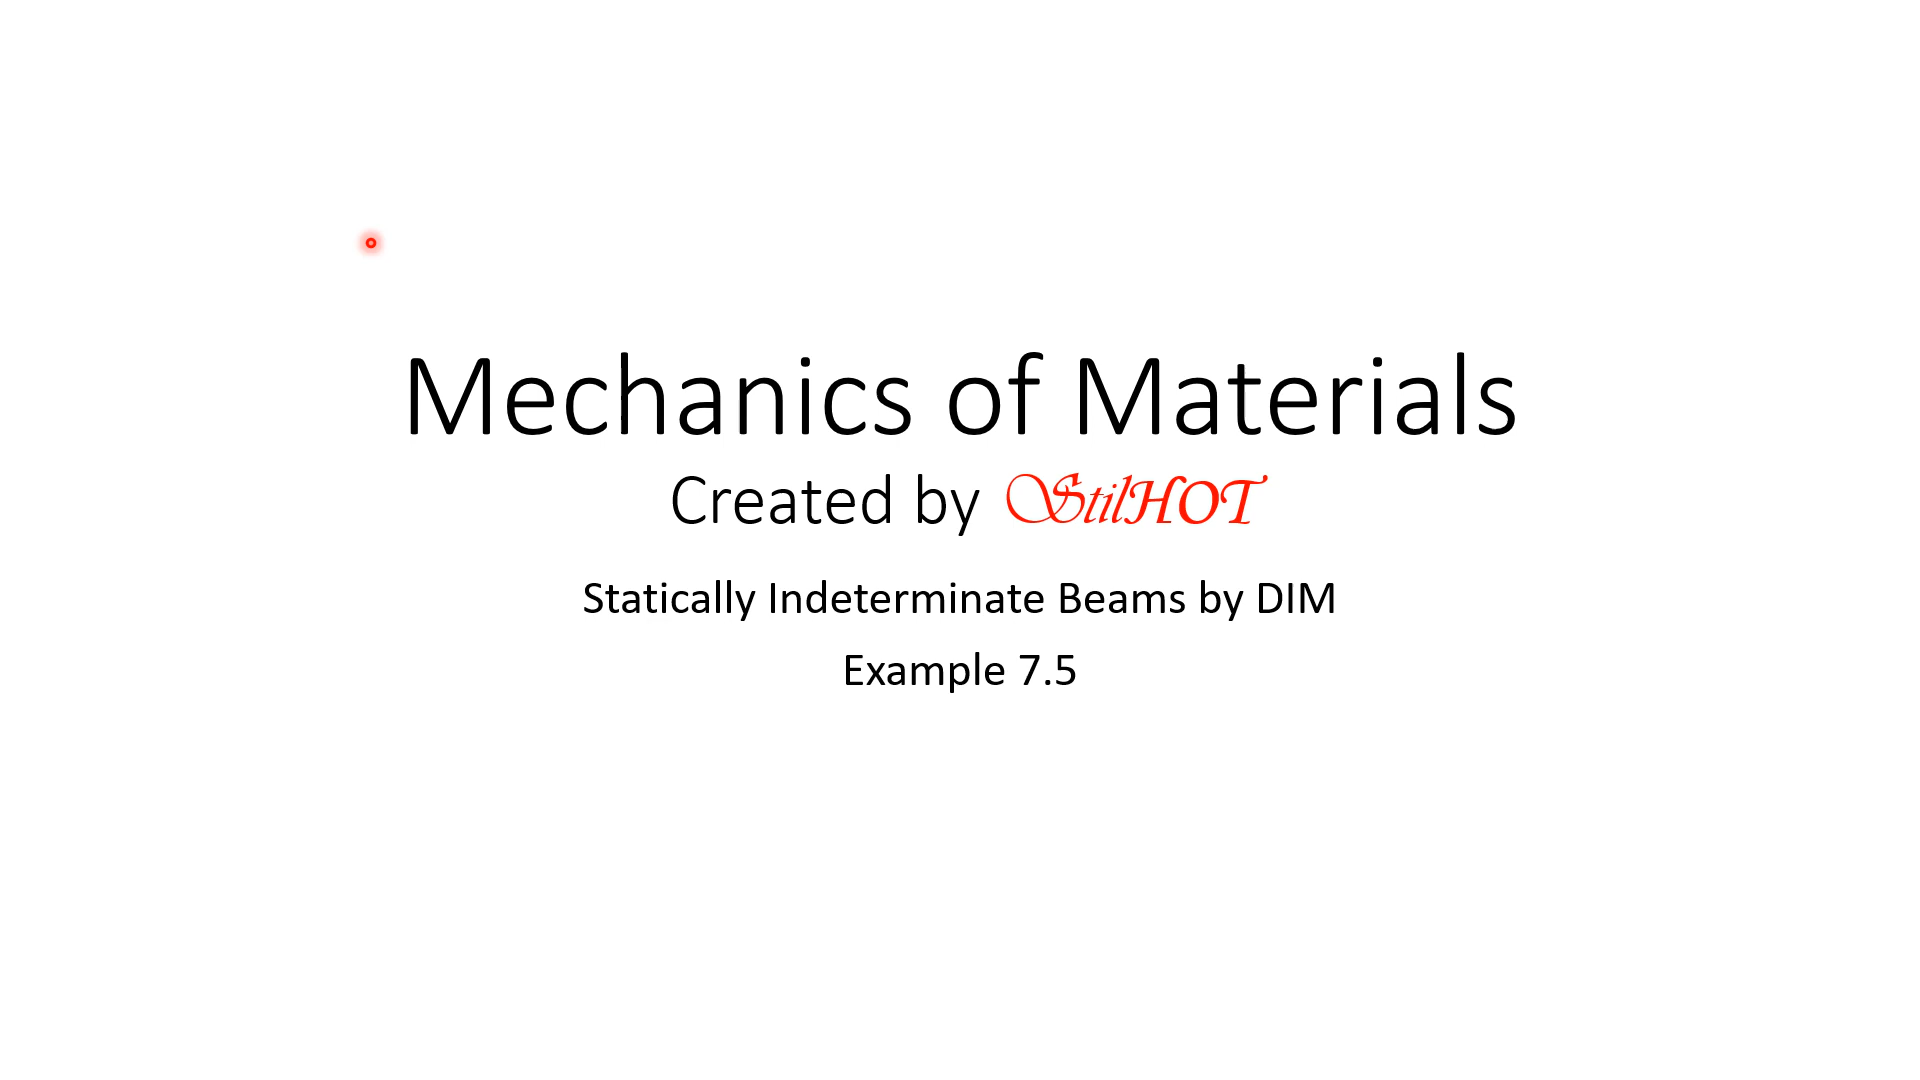 Mechanics of Materials
Created by StilHOT
Statically Indeterminate Beams by DIM
Example 7.5